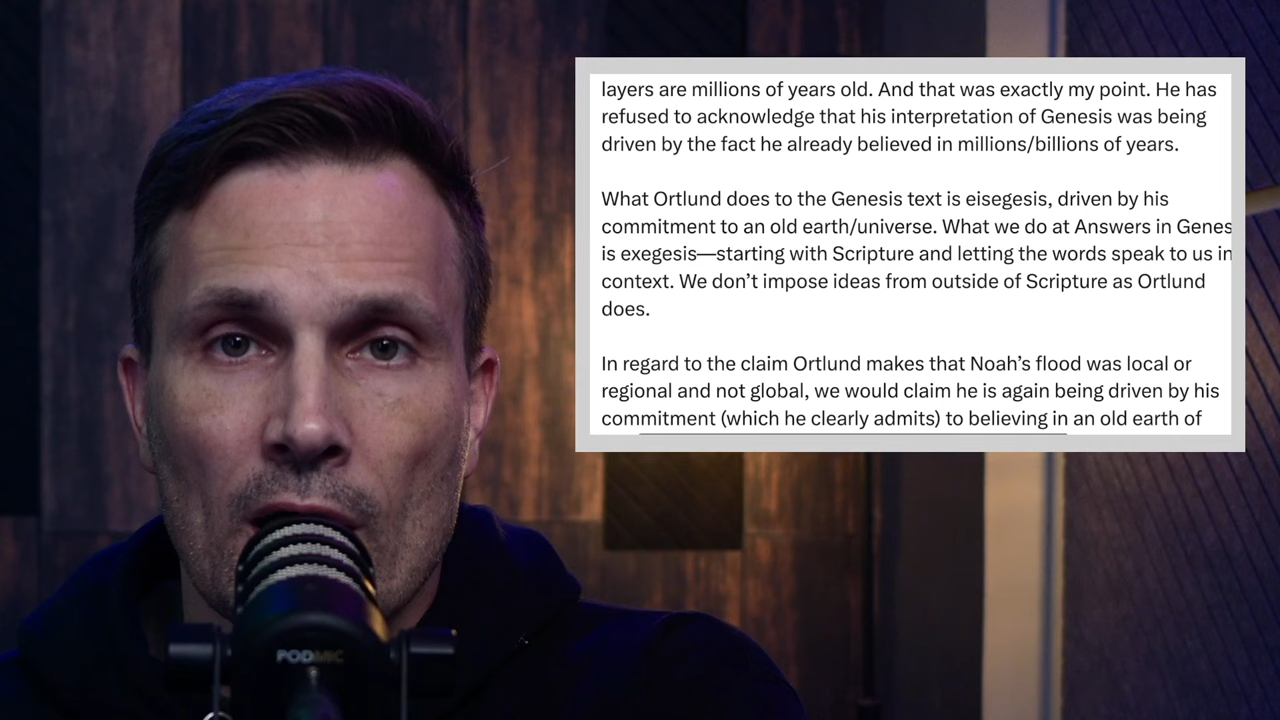 layers are millions of years old. And that was exactly my point. He has
refused to acknowledge that his interpretation of Genesis was being
driven by the fact he already believed in millions/billions of years.
What Ortlund does to the Genesis text is eisegesis, driven by his
commitment to an old earth/universe. What we do at Answers in Genes
is exegesis—starting with Scripture and letting the words speak to us in
context. We don’t impose ideas from outside of Scripture as Ortlund
does.
In regard to the claim Ortlund makes that Noah’s flood was local or
regional and not global, we would claim he is again being driven by his
commitment (which he clearly admits) to believing in an old earth of
PODMIC